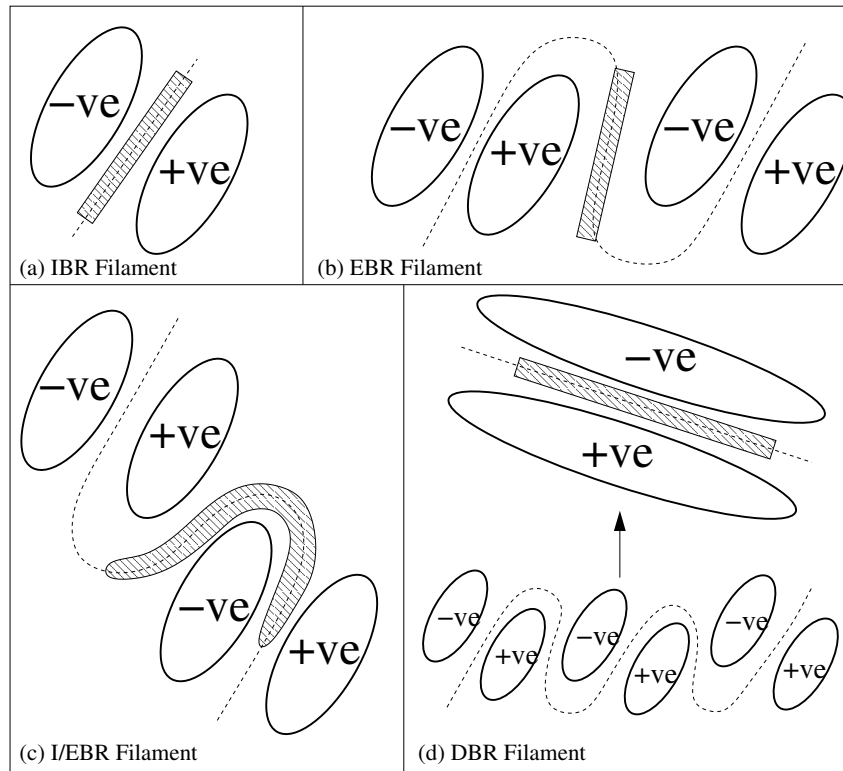 −ve
+ve
(a) IBR Filament
−ve
+ve
−ve
+ve
(b) EBR Filament
−ve
+ve
−ve
+ve
(c) I/EBR Filament
−ve
+ve
−ve
+ve
−ve
+ve
−ve
+ve
(d) DBR Filament